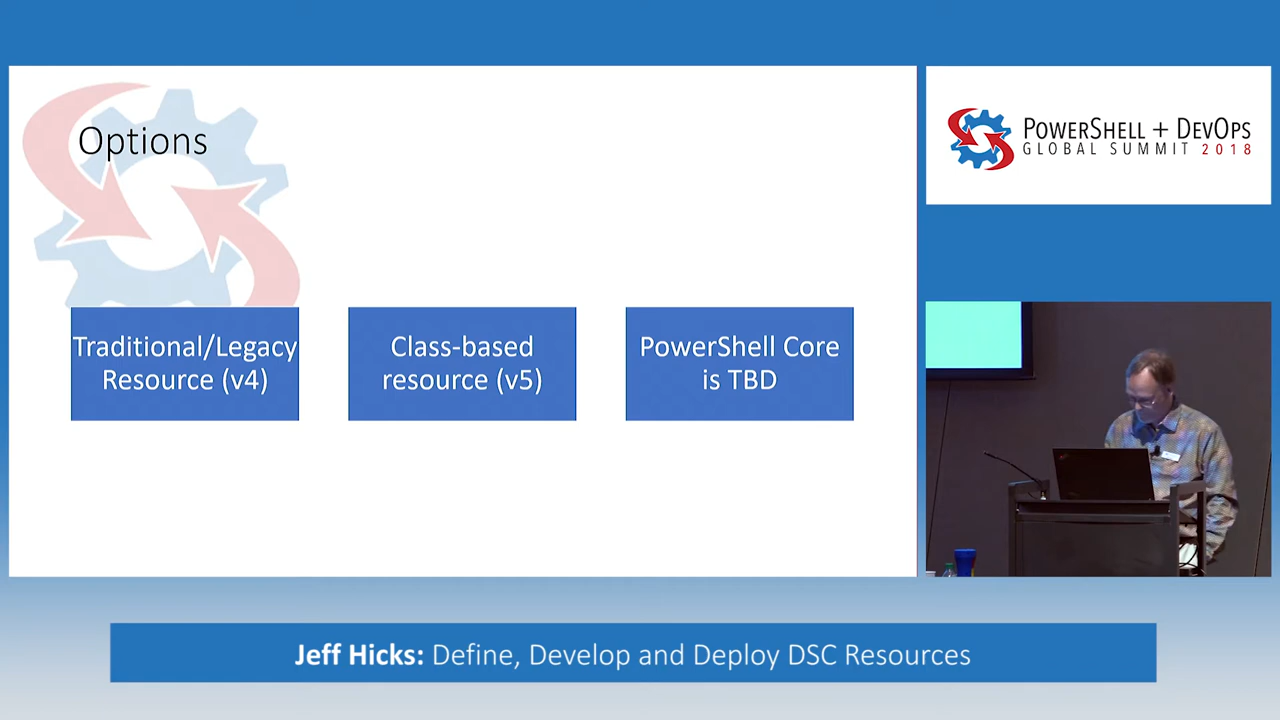 Options
Traditional/Legacy
Resource (v4)
Class-based
resource (v5)
PowerShell Core
is TBD
POWERSHELL + DEVOPS
GLOBAL SUMMIT 2018
Jeff Hicks: Define, Develop and Deploy DSC Resources